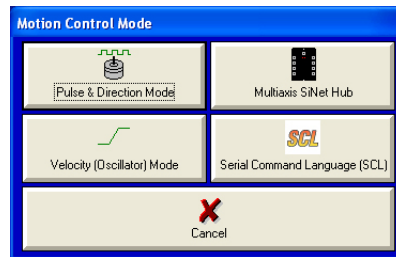 Motion Control Mode
Pulse & Direction Mode
Multiaxis SiNet Hub
Velocity (Oscillator) Mode
SCL
Serial Command Language (SCL)
Cancel